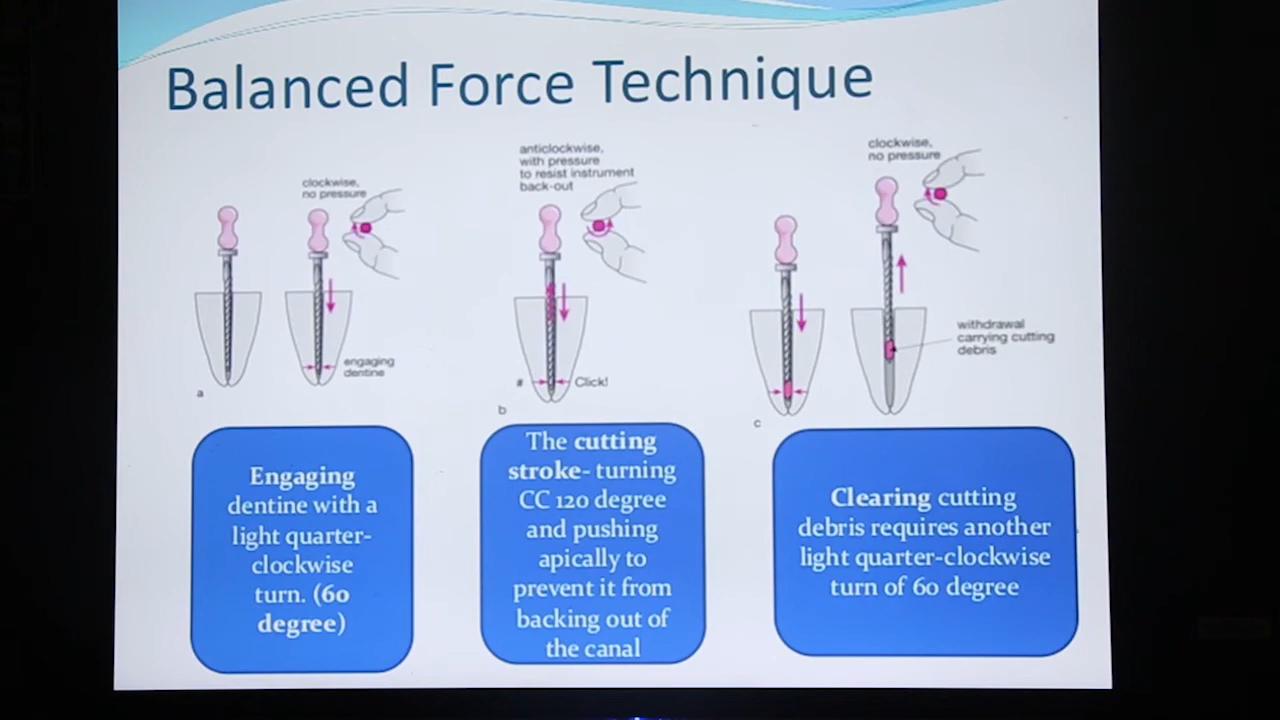 Balanced Force Technique
clockwise,
no pressure
engaging
dentine
a
anticlockwise,
with pressure
to resist instrument
back-out
Click!
b
clockwise,
no pressure
withdrawal
carrying cutting
debris
c
Engaging
dentine with a
light quarter-
clockwise
turn. (60
degree)
The cutting
stroke- turning
CC 120 degree
and pushing
apically to
prevent it from
backing out of
the canal
Clearing cutting
debris requires another
light quarter-clockwise
turn of 60 degree